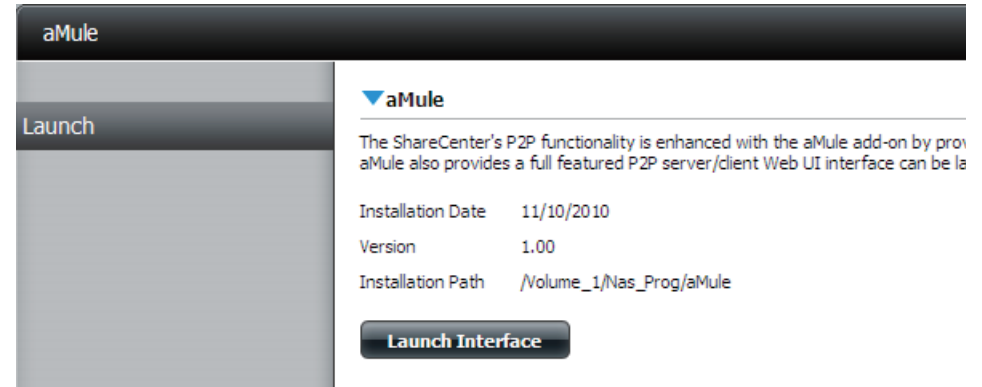 aMule
Launch
aMule
The ShareCenter's P2P functionality is enhanced with the aMule add-on by
aMule also provides a full featured P2P server/client Web UI interface can be
Installation Date 11/10/2010
Version 1.00
Installation Path /Volume_1/Nas_Prog/aMule
Launch Interface